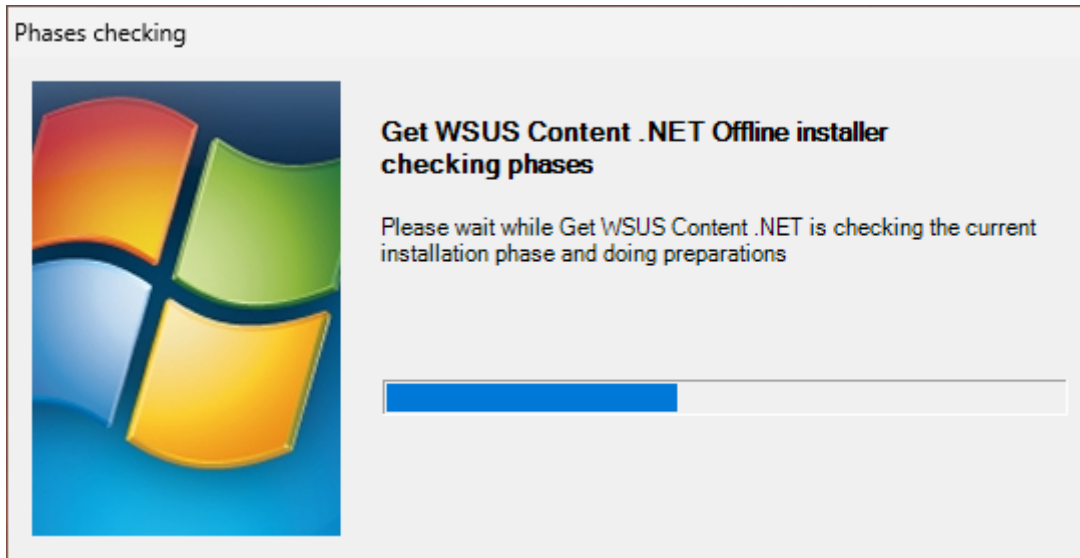 Phases checking
Get WSUS Content .NET Offline installer
checking phases
Please wait while Get WSUS Content .NET is checking the current
installation phase and doing preparations